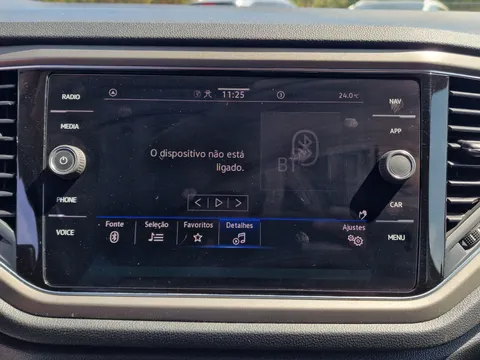 RADIO
MEDIA
PHONE
VOICE
11:25
24.0°C
O dispositivo não está
ligado.
BT
Fonte
Seleção
Favoritos
Detalhes
Ajustes
NAV
APP
CAR
MENU